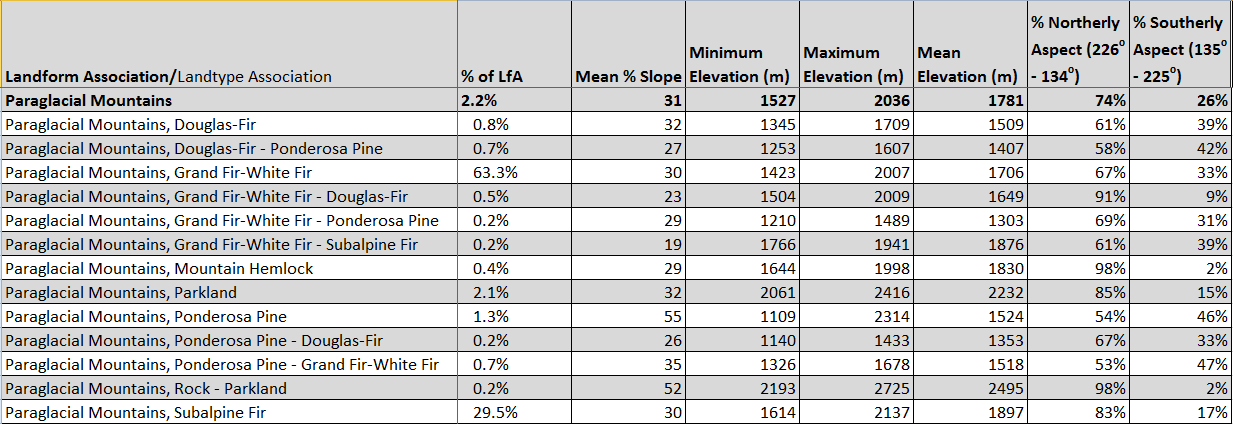 Landform Association/Landtype Association % of LfA Mean % Slope Minimum Elevation (m) Maximum Elevation (m) Mean Elevation (m) % Northerly Aspect (226⁰ - 134⁰) % Southerly Aspect (135⁰ - 225⁰)
Paraglacial Mountains 2.2% 31 1527 2036 1781 74% 26%
Paraglacial Mountains, Douglas-Fir 0.8% 32 1345 1709 1509 61% 39%
Paraglacial Mountains, Douglas-Fir - Ponderosa Pine 0.7% 27 1253 1607 1407 58% 42%
Paraglacial Mountains, Grand Fir-White Fir 63.3% 30 1423 2007 1706 67% 33%
Paraglacial Mountains, Grand Fir-White Fir - Douglas-Fir 0.5% 23 1504 2009 1649 91% 9%
Paraglacial Mountains, Grand Fir-White Fir - Ponderosa Pine 0.2% 29 1210 1489 1303 69% 31%
Paraglacial Mountains, Grand Fir-White Fir - Subalpine Fir 0.2% 19 1766 1941 1876 61% 39%
Paraglacial Mountains, Mountain Hemlock 0.4% 29 1644 1998 1830 98% 2%
Paraglacial Mountains, Parkland 2.1% 32 2061 2416 2232 85% 15%
Paraglacial Mountains, Ponderosa Pine 1.3% 55 1109 2314 1524 54% 46%
Paraglacial Mountains, Ponderosa Pine - Douglas-Fir 0.2% 26 1140 1433 1353 67% 33%
Paraglacial Mountains, Ponderosa Pine - Grand Fir-White Fir 0.7% 35 1326 1678 1518 53% 47%
Paraglacial Mountains, Rock - Parkland 0.2% 52 2193 2725 2495 98% 2%
Paraglacial Mountains, Subalpine Fir 29.5% 30 1614 2137 1897 83% 17%